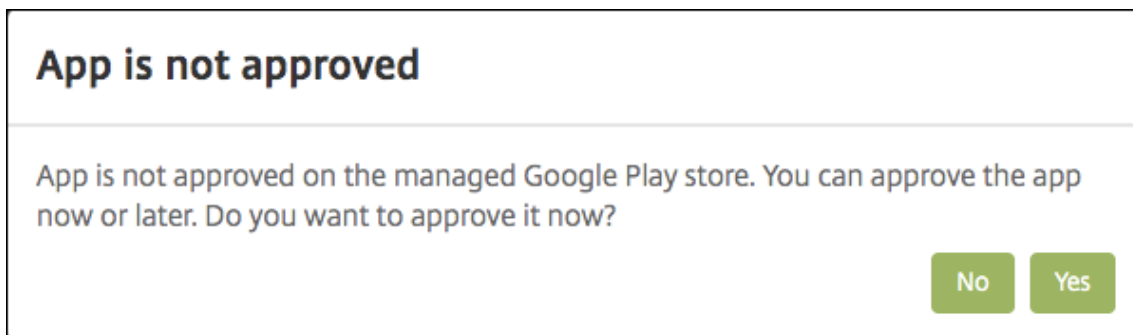 App is not approved
App is not approved on the managed Google Play store. You can approve the app
now or later. Do you want to approve it now?
No Yes